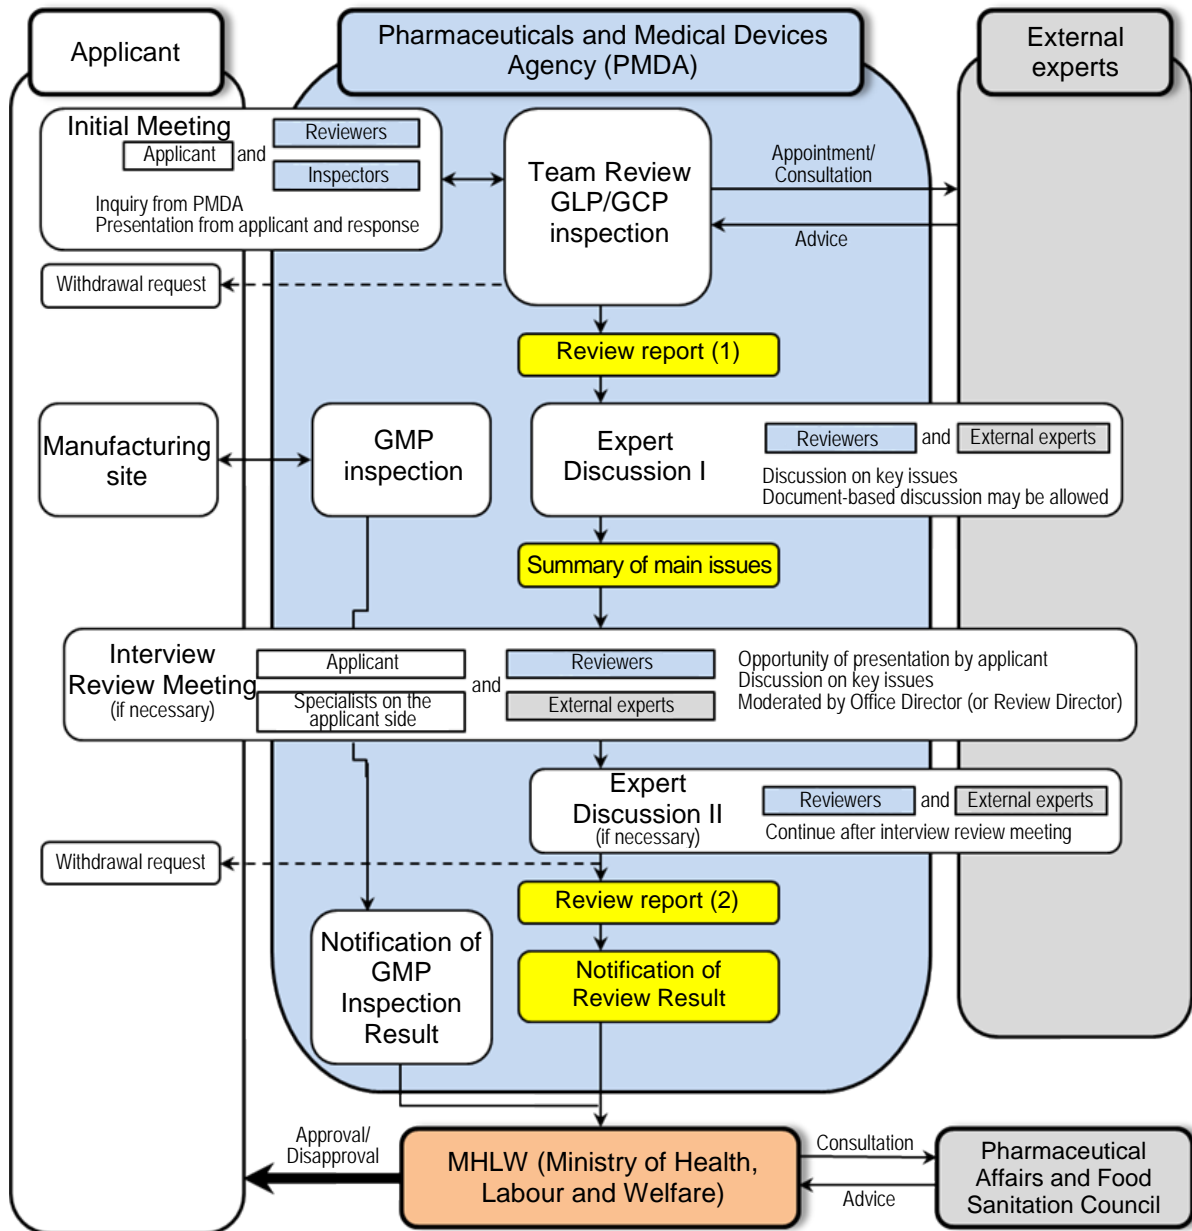 Applicant
Pharmaceuticals and Medical Devices
Agency (PMDA)
External
experts
Initial Meeting
Applicant and
Reviewers
Inspectors
Inquiry from PMDA
Presentation from applicant and response
Team Review
GLP/GCP
inspection
Appointment/
Consultation
Advice
Withdrawal request
Review report (1)
Manufacturing
site
GMP
inspection
Expert
Discussion I
Reviewers and External experts
Discussion on key issues
Document-based discussion may be allowed
Summary of main issues
Interview
Review Meeting
(if necessary)
Applicant
Specialists on the
applicant side
and
Reviewers
External experts
Opportunity of presentation by applicant
Discussion on key issues
Moderated by Office Director (or Review Director)
Expert
Discussion II
(if necessary)
Reviewers and External experts
Continue after interview review meeting
Withdrawal request
Review report (2)
Notification of
GMP
Inspection
Result
Notification of
Review Result
Approval/
Disapproval
MHLW (Ministry of Health,
Labour and Welfare)
Consultation
Advice
Pharmaceutical
Affairs and Food
Sanitation Council